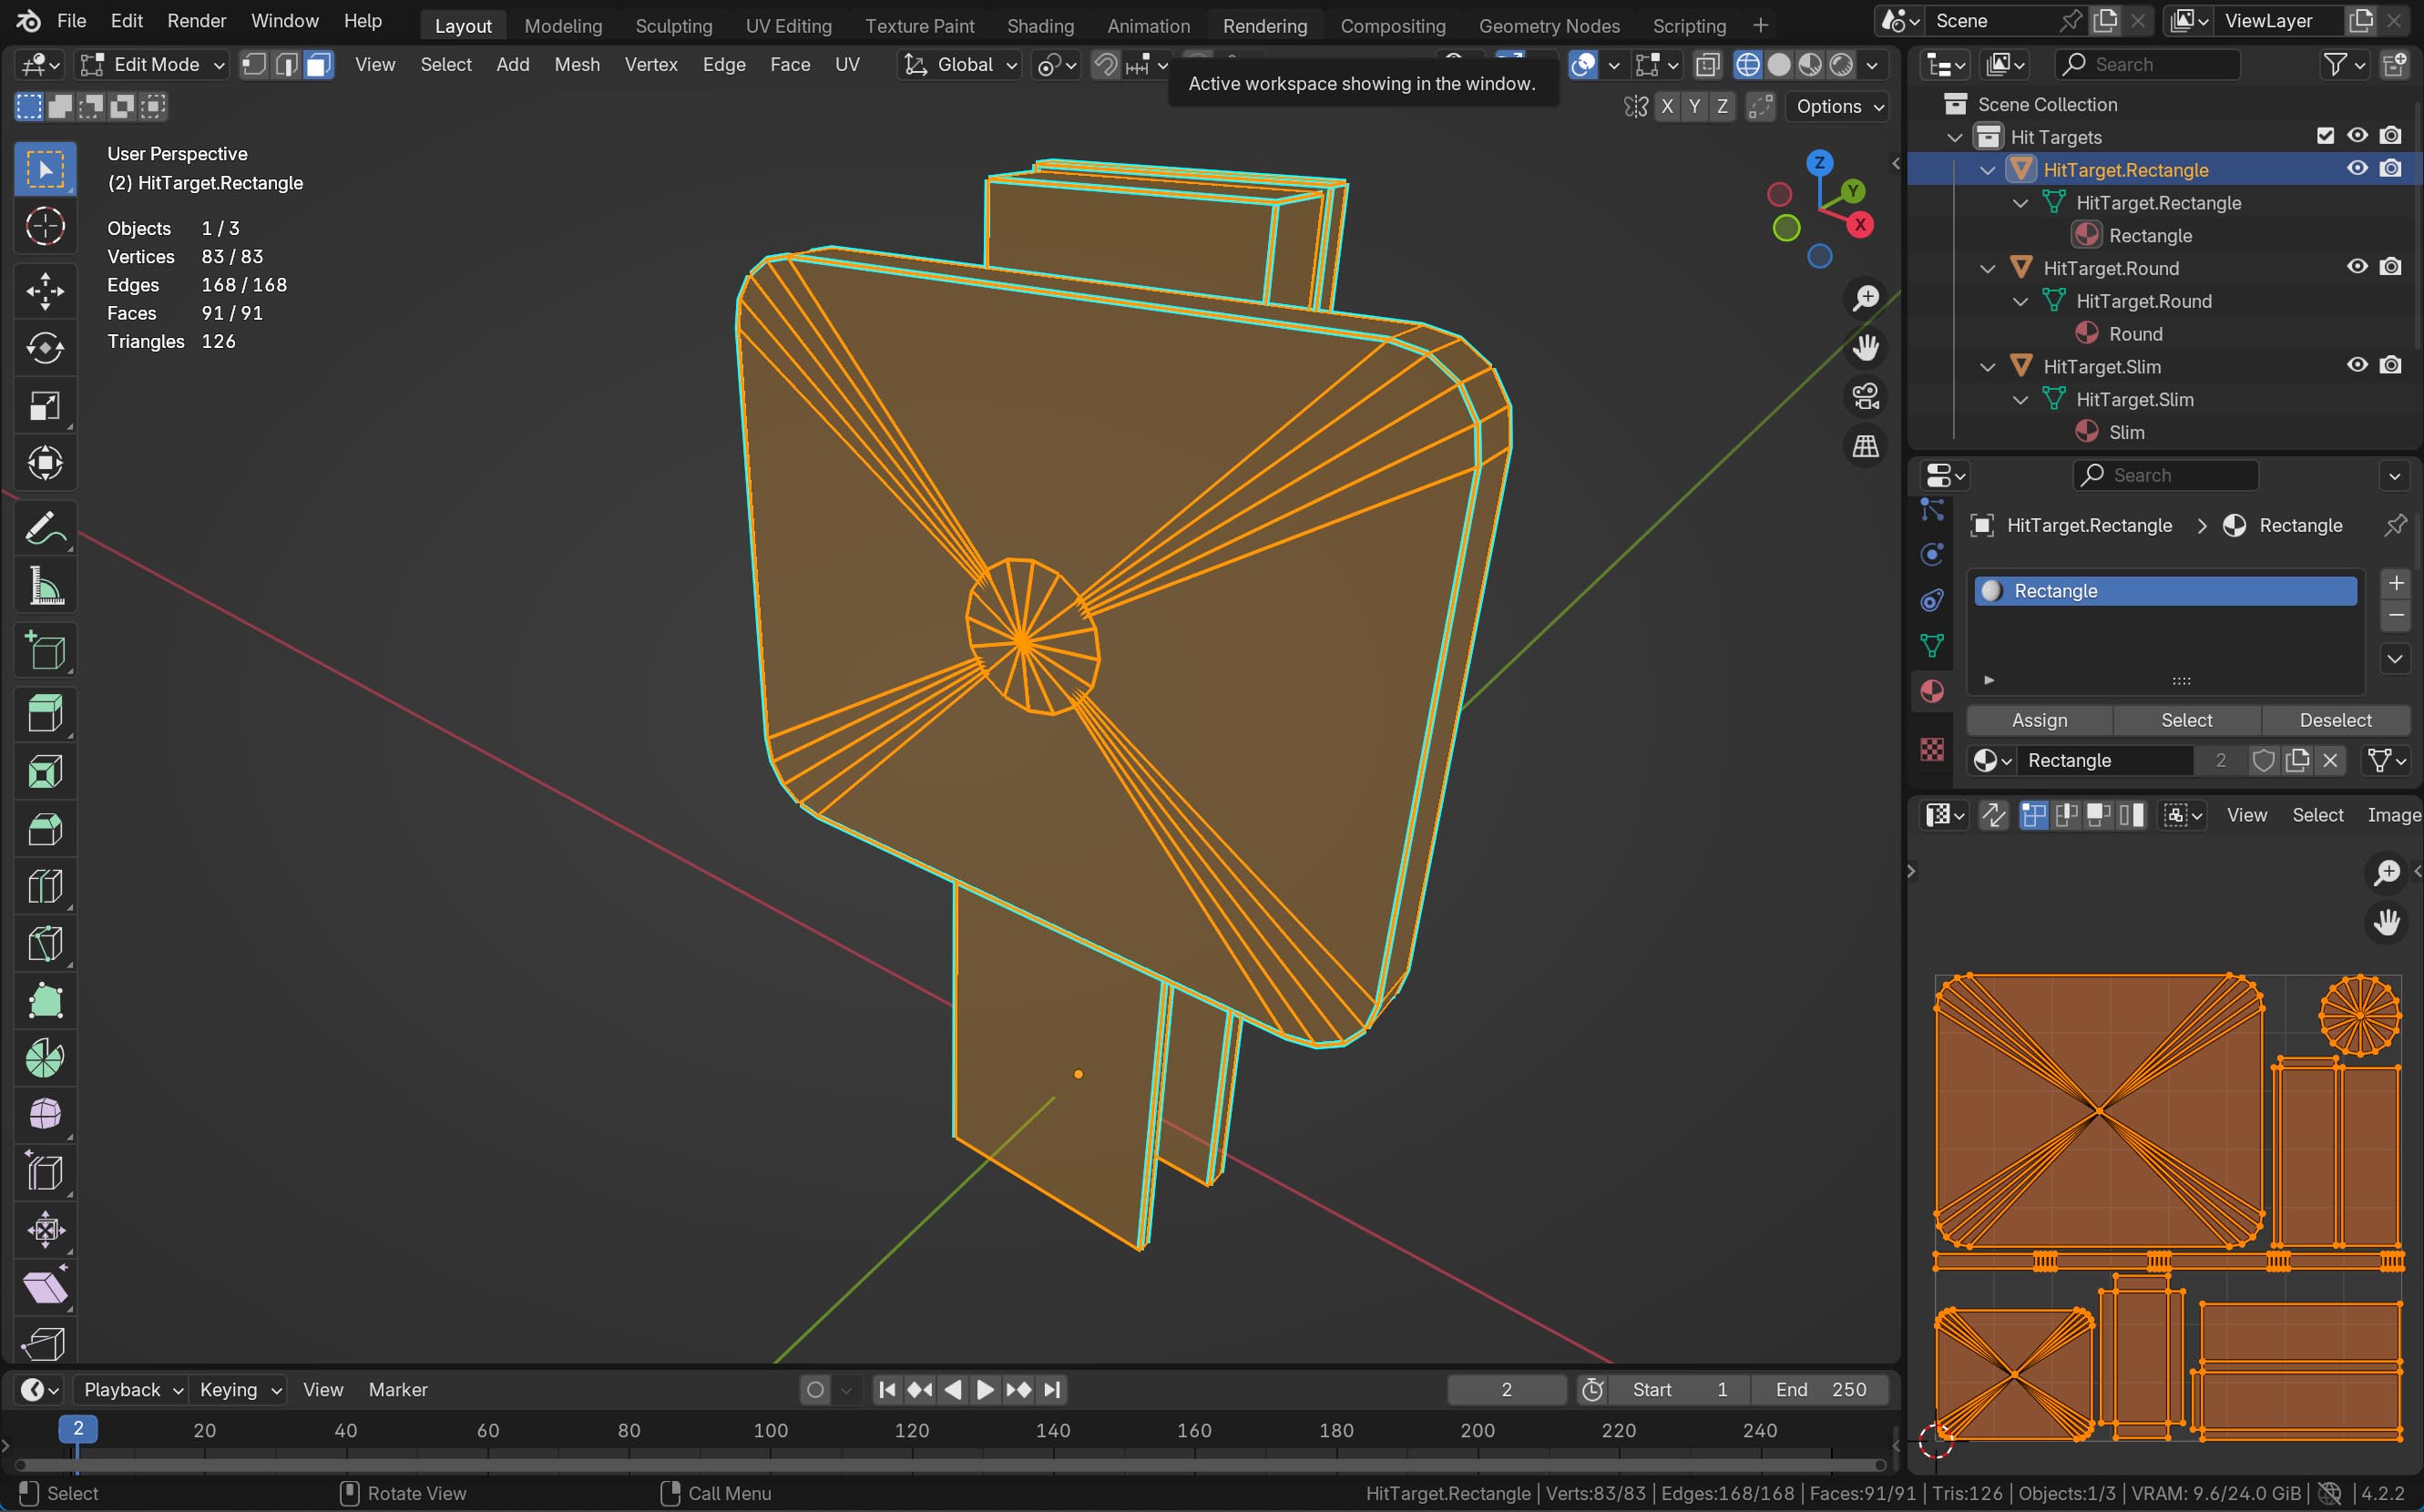 File Edit Render Window Help Layout Modeling Sculpting UV Editing Texture Paint Shading Animation Rendering Compositing Geometry Nodes Scripting + Scene ViewLayer
Edit Mode View Select Add Mesh Vertex Edge Face UV Global
Active workspace showing in the window.
X Y Z Options
User Perspective
(2) HitTarget.Rectangle
Objects 1 / 3
Vertices 83 / 83
Edges 168 / 168
Faces 91 / 91
Triangles 126
Z
Y
X
Search
Scene Collection
Hit Targets
HitTarget.Rectangle
HitTarget.Rectangle
Rectangle
HitTarget.Round
HitTarget.Round
Round
HitTarget.Slim
HitTarget.Slim
Slim
Search
HitTarget.Rectangle > Rectangle
Rectangle
Assign Select Deselect
Rectangle 2
View Select Image
Playback Keying View Marker 2 Start 1 End 250
2 20 40 60 80 100 120 140 160 180 200 220 240
Select Rotate View Call Menu HitTarget.Rectangle | Verts:83/83 | Edges:168/168 | Faces:91/91 | Tris:126 | Objects:1/3 | VRAM: 9.6/24.0 GiB | 4.2.2